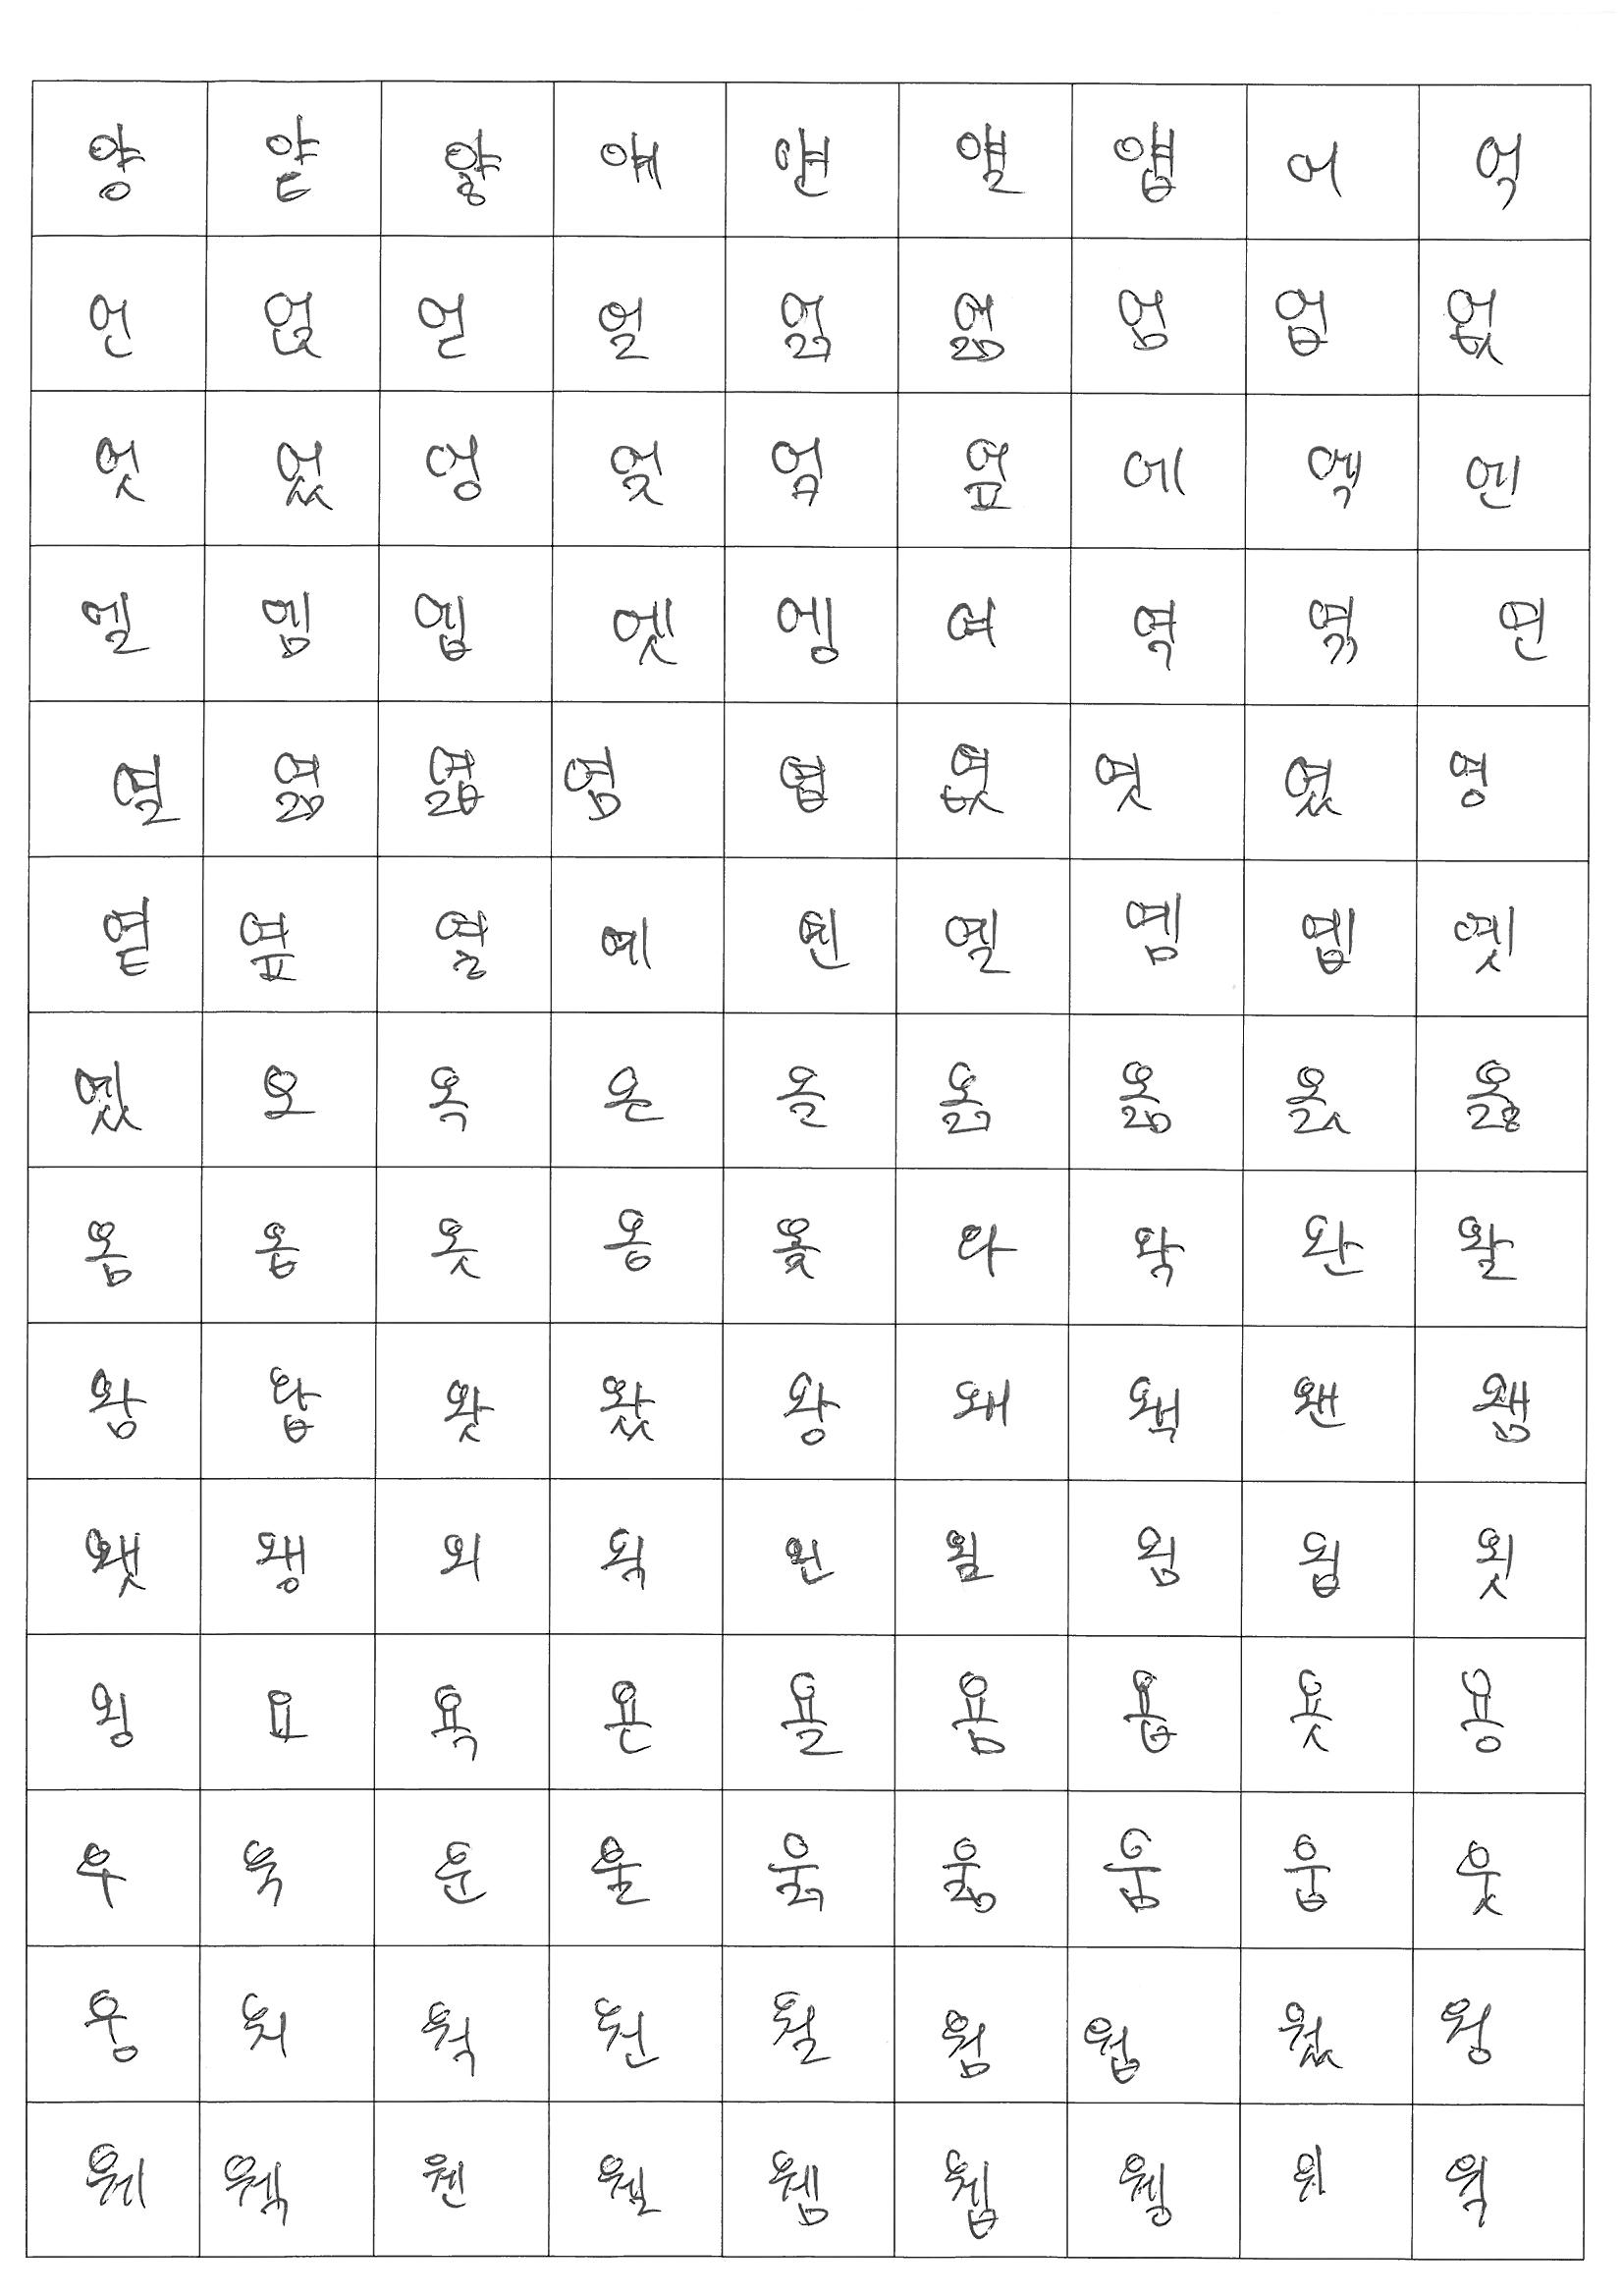 양 얕 얗 얘 얜 얠 얩 어 억
언 얹 얻 얼 얽 얾 엄 업 없
엇 었 엉 엊 엌 엎 에 엑 엔
엘 엠 엡 엣 엥 여 역 엮 연
열 엶 엷 염 엽 엾 엿 였 영
옅 옆 옇 예 옌 옐 옘 옙 옛
옜 오 옥 온 올 옭 옮 옰 옳
옴 옵 옷 옹 옻 와 왁 완 왈
왐 왑 왓 왔 왕 왜 왝 왠 왬
왯 왱 외 왹 왼 욀 욈 욉 욋
욍 요 욕 욘 욜 욤 욥 욧 용
우 욱 운 울 욹 욺 움 웁 웃
웅 워 웍 원 월 웜 웝 웠 웡
웨 웩 웬 웰 웸 웹 웽 위 윅